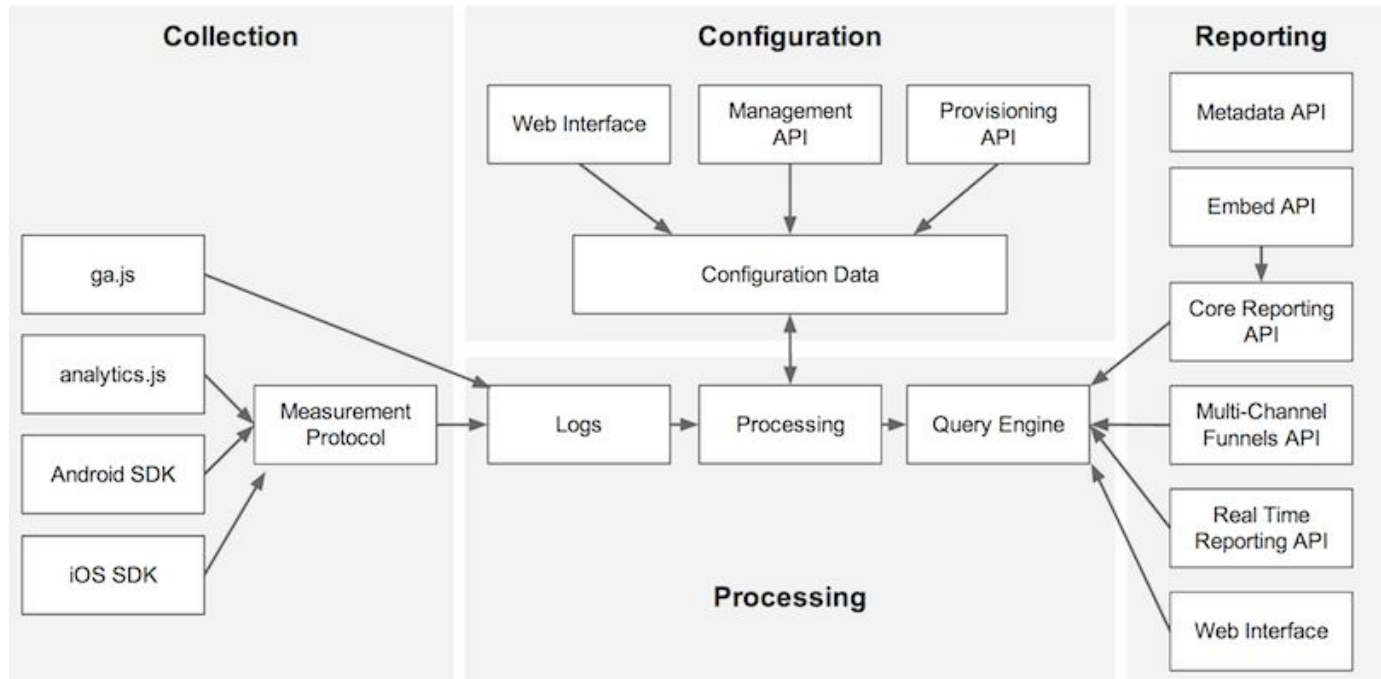 Collection
ga.js
analytics.js
Android SDK
iOS SDK
Measurement
Protocol
Configuration
Web Interface
Management
API
Provisioning
API
Configuration Data
Logs
Processing
Query Engine
Processing
Reporting
Metadata API
Embed API
Core Reporting
API
Multi-Channel
Funnels API
Real Time
Reporting API
Web Interface